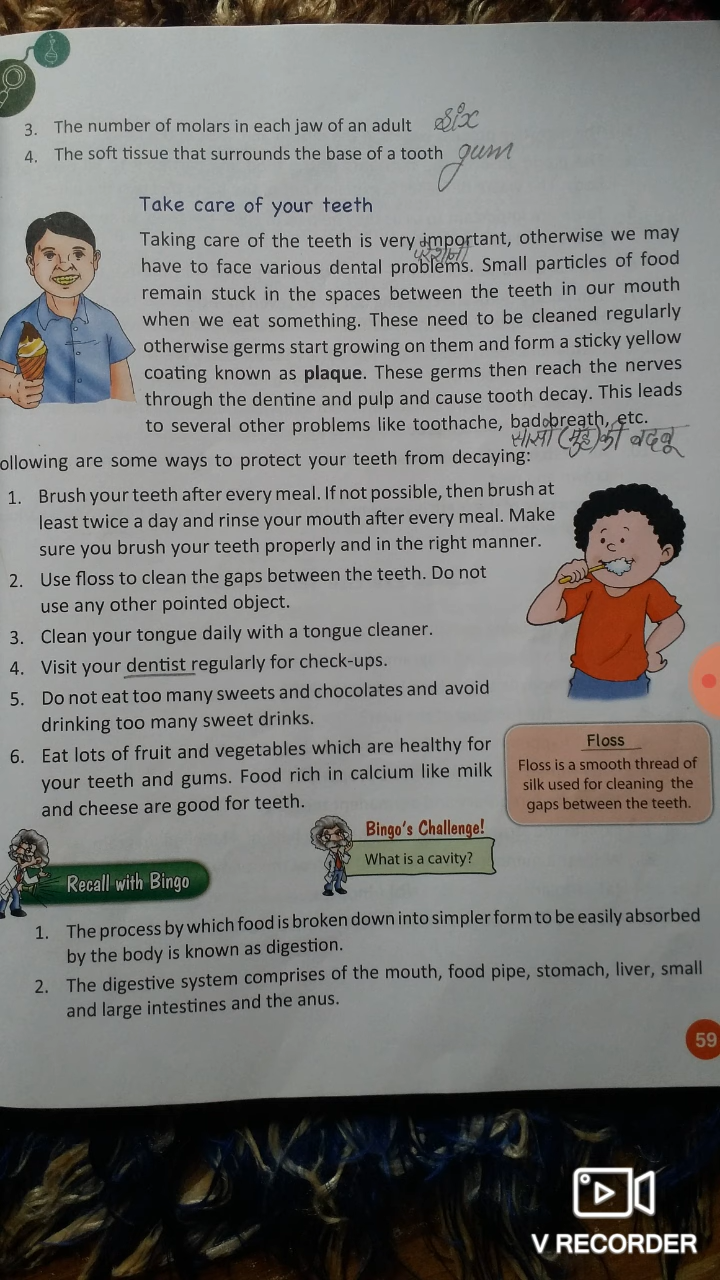 3. The number of molars in each jaw of an adult six
4. The soft tissue that surrounds the base of a tooth gum
Take care of your teeth
Taking care of the teeth is very important, otherwise we may
have to face various dental problems. Small particles of food
remain stuck in the spaces between the teeth in our mouth
when we eat something. These need to be cleaned regularly
otherwise germs start growing on them and form a sticky yellow
coating known as plaque. These germs then reach the nerves
through the dentine and pulp and cause tooth decay. This leads
to several other problems like toothache, bad breath, etc.
की बदबू
ollowing are some ways to protect your teeth from decaying:
1. Brush your teeth after every meal. If not possible, then brush at
least twice a day and rinse your mouth after every meal. Make
sure you brush your teeth properly and in the right manner.
2. Use floss to clean the gaps between the teeth. Do not
use any other pointed object.
3. Clean your tongue daily with a tongue cleaner.
4. Visit your dentist regularly for check-ups.
5. Do not eat too many sweets and chocolates and avoid
drinking too many sweet drinks.
6. Eat lots of fruit and vegetables which are healthy for
your teeth and gums. Food rich in calcium like milk
and cheese are good for teeth.
Floss
Floss is a smooth thread of
silk used for cleaning the
gaps between the teeth.
Bingo's Challenge!
What is a cavity?
Recall with Bingo
1. The process by which food is broken down into simpler form to be easily absorbed
by the body is known as digestion.
2. The digestive system comprises of the mouth, food pipe, stomach, liver, small
and large intestines and the anus.
59
V RECORDER